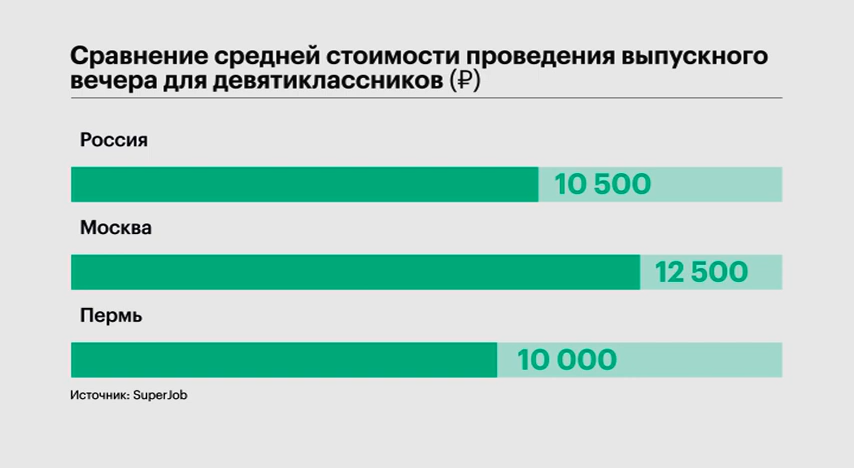 Сравнение средней стоимости проведения выпускного
вечера для девятиклассников (₽)
Россия
10 500
Москва
12 500
Пермь
10 000
Источник: SuperJob